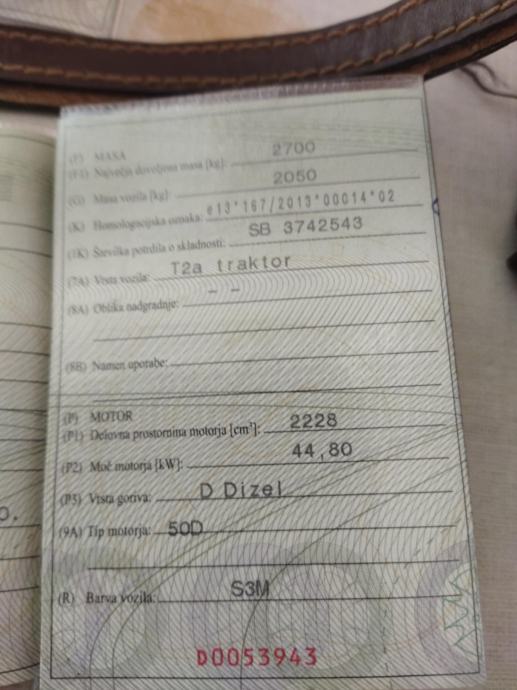 (F) MASA
(F1) Največja dovoljena masa [kg]: 2700
(G) Masa vozila [kg]: 2050
(K) Homologacijska oznaka: e13*167/2013*00014*02
(1K) Številka potrdila o skladnosti: SB 3742543
(7A) Vrsta vozila: T2a traktor
(8A) Oblika nadgradnje: - -
(8B) Namen uporabe:
(P) MOTOR
(P1) Delovna prostornina motorja [cm³]: 2228
(P2) Moč motorja [kW]: 44,80
(P3) Vrsta goriva: D Dizel
(9A) Tip motorja: 50D
(R) Barva vozila: S3M
D0053943